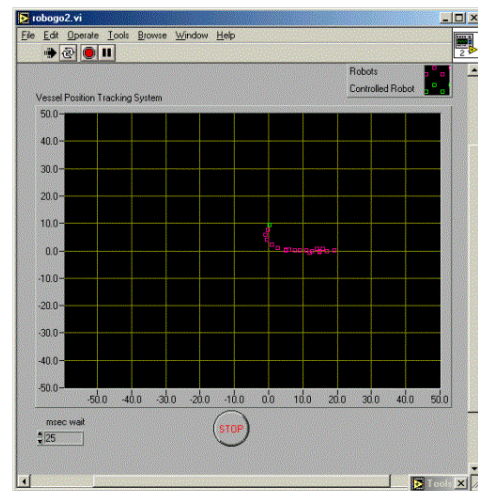 robogo2.vi
File Edit Operate Tools Browse Window Help
2
Robots
Controlled Robot
Vessel Position Tracking System
50.0
40.0
30.0
20.0
10.0
0.0
-10.0
-20.0
-30.0
-40.0
-50.0
-50.0 -40.0 -30.0 -20.0 -10.0 0.0 10.0 20.0 30.0 40.0 50.0
msec wait
25
STOP
Tools